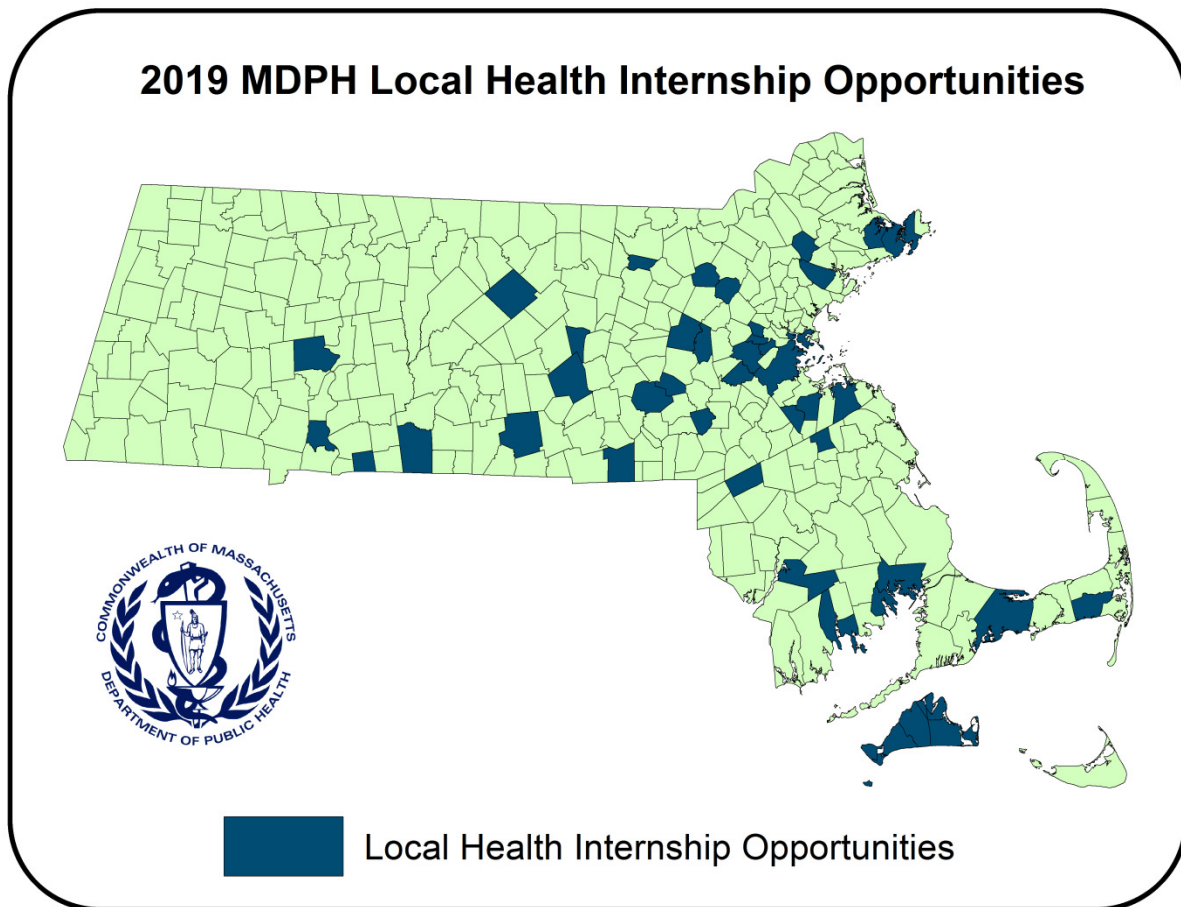 2019 MDPH Local Health Internship Opportunities
COMMONWEALTH OF MASSACHUSETTS
DEPARTMENT OF PUBLIC HEALTH
Local Health Internship Opportunities